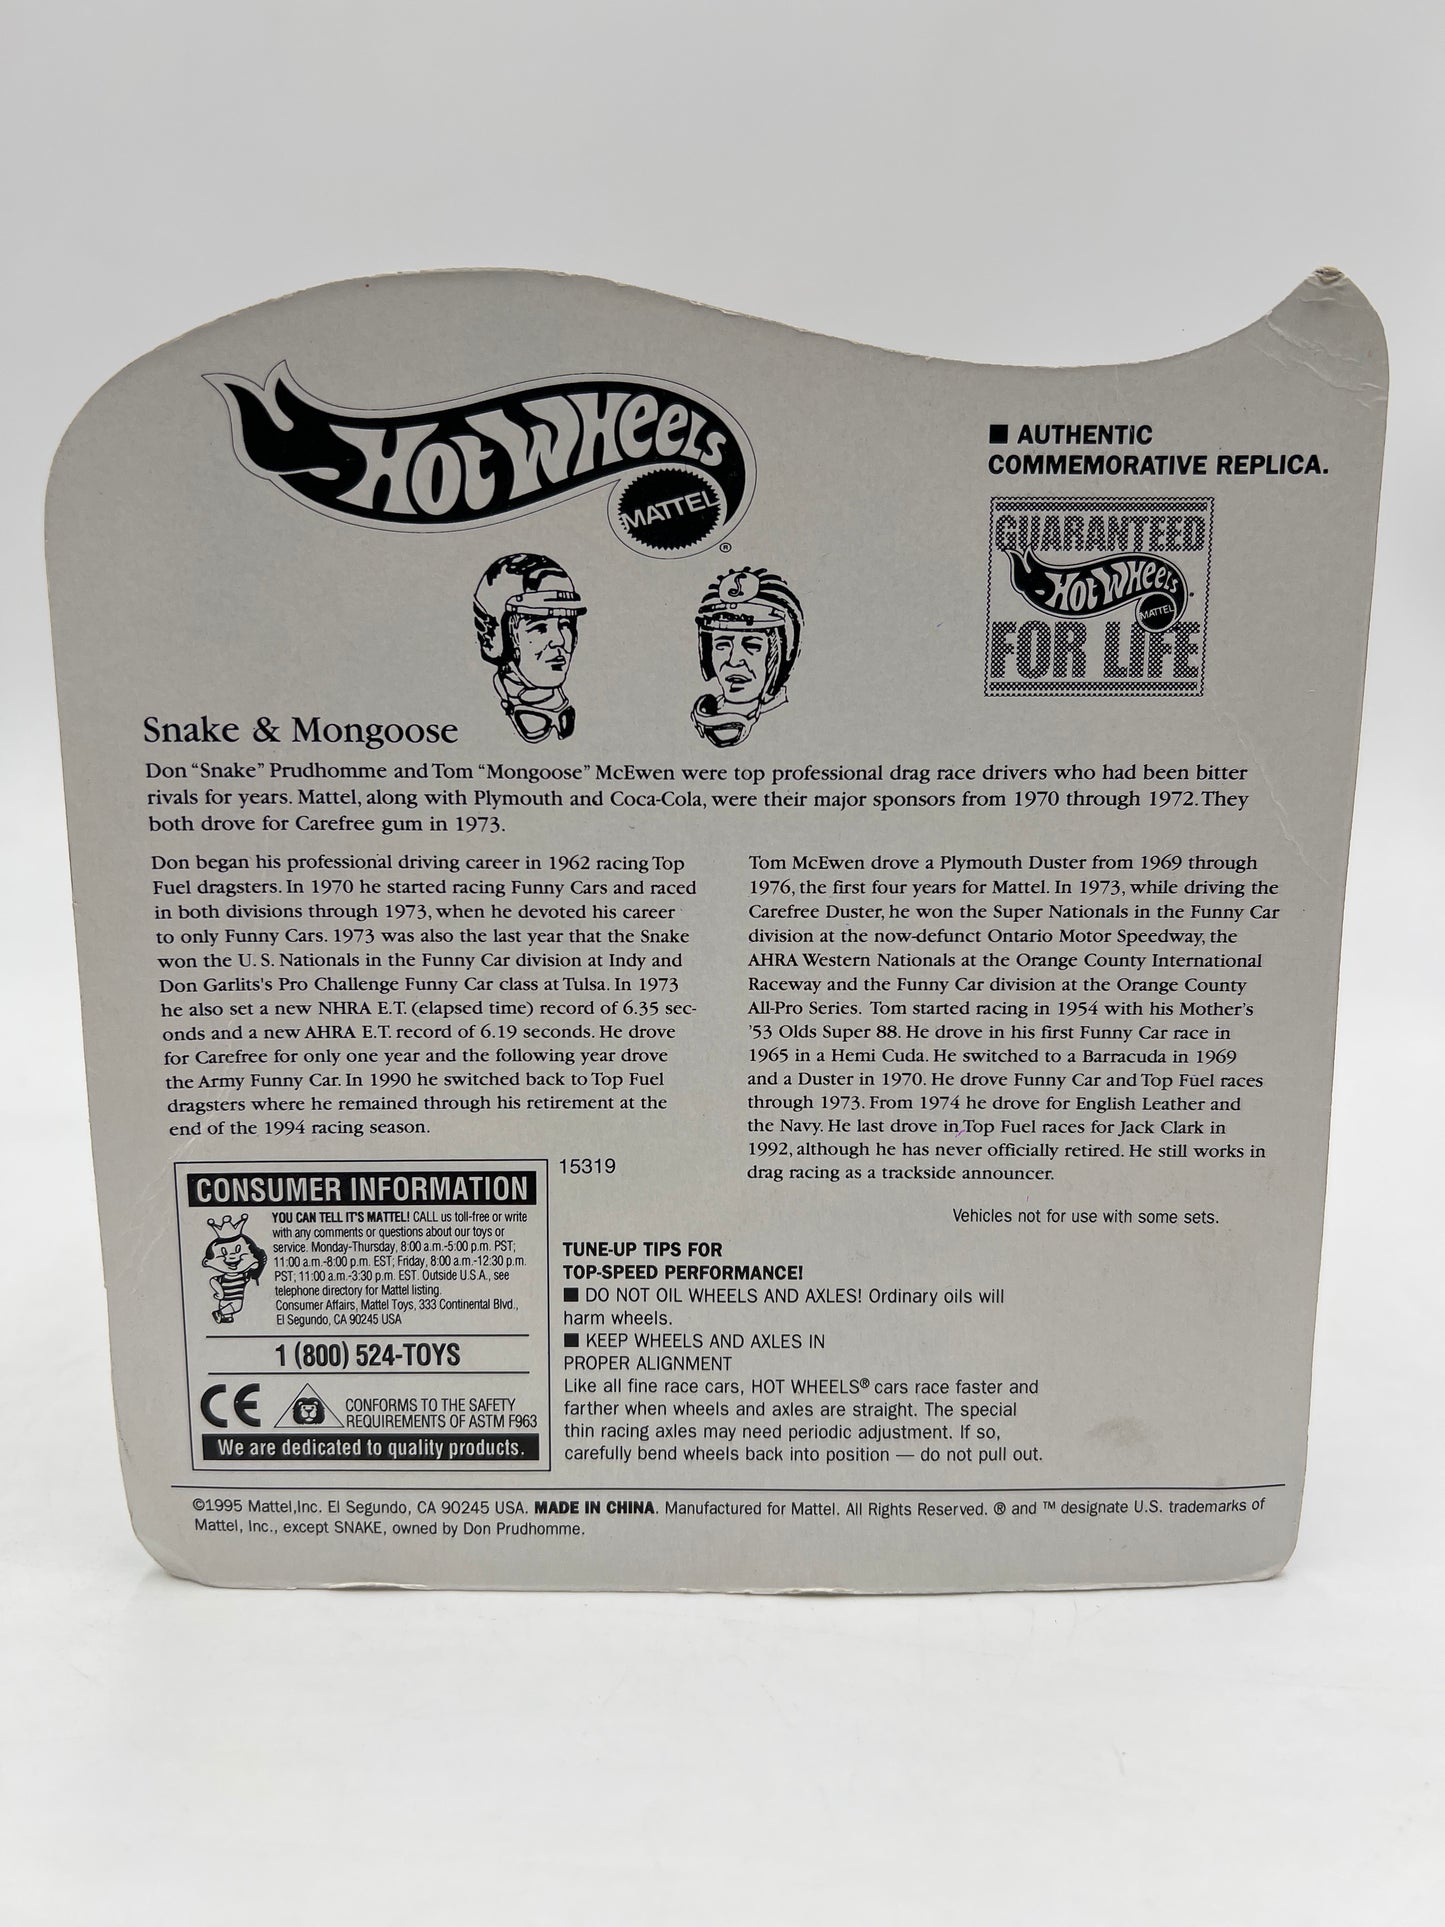 HOT WHEELS
MATTEL
®
■ AUTHENTIC
COMMEMORATIVE REPLICA.
GUARANTEED
HOT WHEELS
MATTEL
FOR LIFE
Snake & Mongoose
Don "Snake" Prudhomme and Tom "Mongoose" McEwen were top professional drag race drivers who had been bitter
rivals for years. Mattel, along with Plymouth and Coca-Cola, were their major sponsors from 1970 through 1972. They
both drove for Carefree gum in 1973.
Don began his professional driving career in 1962 racing Top
Fuel dragsters. In 1970 he started racing Funny Cars and raced
in both divisions through 1973, when he devoted his career
to only Funny Cars. 1973 was also the last year that the Snake
won the U. S. Nationals in the Funny Car division at Indy and
Don Garlits's Pro Challenge Funny Car class at Tulsa. In 1973
he also set a new NHRA E.T. (elapsed time) record of 6.35 sec-
onds and a new AHRA E.T. record of 6.19 seconds. He drove
for Carefree for only one year and the following year drove
the Army Funny Car. In 1990 he switched back to Top Fuel
dragsters where he remained through his retirement at the
end of the 1994 racing season.
Tom McEwen drove a Plymouth Duster from 1969 through
1976, the first four years for Mattel. In 1973, while driving the
Carefree Duster, he won the Super Nationals in the Funny Car
division at the now-defunct Ontario Motor Speedway, the
AHRA Western Nationals at the Orange County International
Raceway and the Funny Car division at the Orange County
All-Pro Series. Tom started racing in 1954 with his Mother's
'53 Olds Super 88. He drove in his first Funny Car race in
1965 in a Hemi Cuda. He switched to a Barracuda in 1969
and a Duster in 1970. He drove Funny Car and Top Fuel races
through 1973. From 1974 he drove for English Leather and
the Navy. He last drove in Top Fuel races for Jack Clark in
1992, although he has never officially retired. He still works in
drag racing as a trackside announcer.
Vehicles not for use with some sets.
15319
CONSUMER INFORMATION
YOU CAN TELL IT'S MATTEL! CALL us toll-free or write
with any comments or questions about our toys or
service. Monday-Thursday, 8:00 a.m.-5:00 p.m. PST;
11:00 a.m.-8:00 p.m. EST; Friday, 8:00 a.m.-12:30 p.m.
PST; 11:00 a.m.-3:30 p.m. EST. Outside U.S.A., see
telephone directory for Mattel listing.
Consumer Affairs, Mattel Toys, 333 Continental Blvd.,
El Segundo, CA 90245 USA
1 (800) 524-TOYS
CE
CONFORMS TO THE SAFETY
REQUIREMENTS OF ASTM F963
We are dedicated to quality products.
TUNE-UP TIPS FOR
TOP-SPEED PERFORMANCE!
■ DO NOT OIL WHEELS AND AXLES! Ordinary oils will
harm wheels.
■ KEEP WHEELS AND AXLES IN
PROPER ALIGNMENT
Like all fine race cars, HOT WHEELS® cars race faster and
farther when wheels and axles are straight. The special
thin racing axles may need periodic adjustment. If so,
carefully bend wheels back into position — do not pull out.
©1995 Mattel,Inc. El Segundo, CA 90245 USA. MADE IN CHINA. Manufactured for Mattel. All Rights Reserved. ® and ™ designate U.S. trademarks of
Mattel, Inc., except SNAKE, owned by Don Prudhomme.